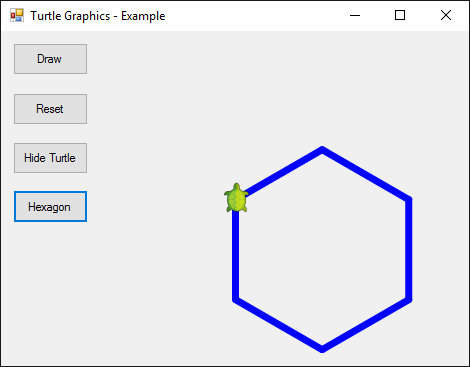 Turtle Graphics - Example
Draw
Reset
Hide Turtle
Hexagon